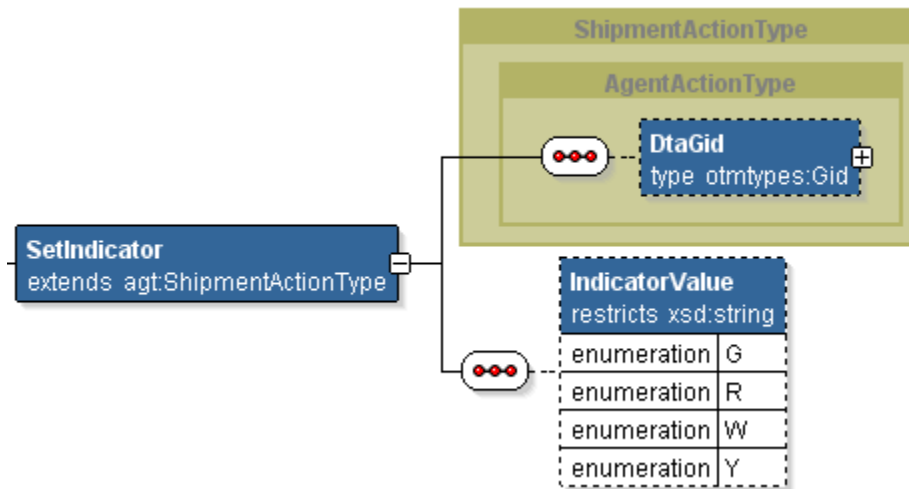 ShipmentActionType
AgentActionType
DtaGid
type otmtypes:Gid
SetIndicator
extends agt:ShipmentActionType
IndicatorValue
restricts xsd:string
enumeration G
enumeration R
enumeration W
enumeration Y